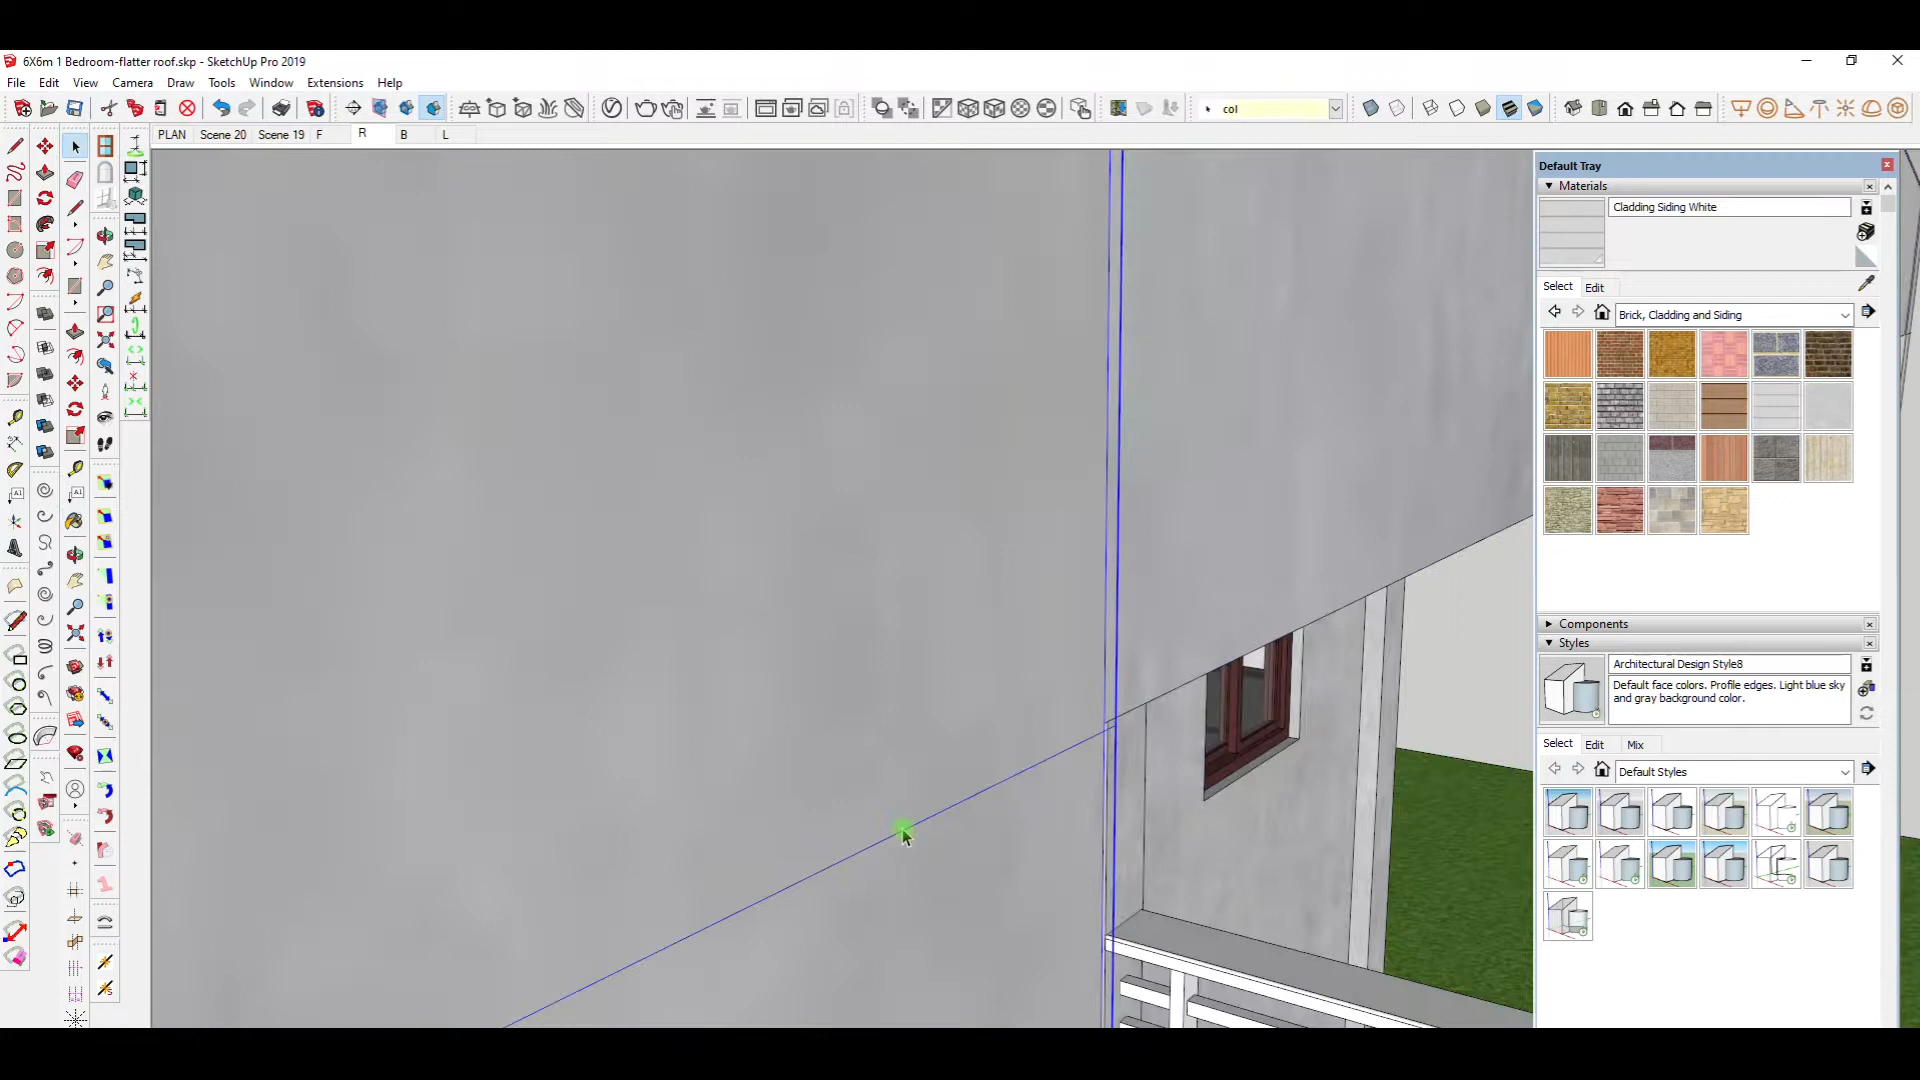 6X6m 1 Bedroom-flatter roof.skp - SketchUp Pro 2019
File Edit View Camera Draw Tools Window Extensions Help
col
PLAN Scene 20 Scene 19 F R B L
Default Tray
Materials
Cladding Siding White
Select Edit
Brick, Cladding and Siding
Components
Styles
Architectural Design Style8
Default face colors. Profile edges. Light blue sky
and gray background color.
Select Edit Mix
Default Styles